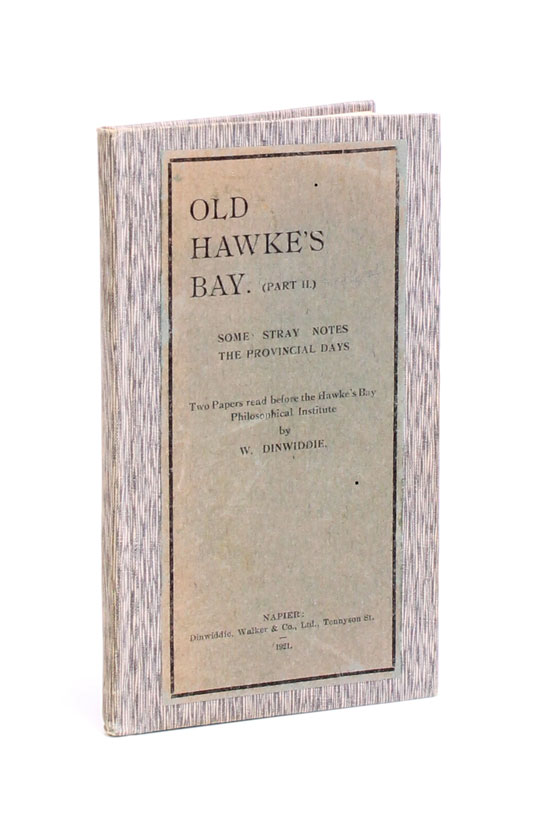 OLD
HAWKE'S
BAY. (PART II.)
SOME STRAY NOTES
THE PROVINCIAL DAYS
Two Papers read before the Hawke's Bay
Philosophical Institute
by
W. DINWIDDIE.
NAPIER:
Dinwiddie, Walker & Co., Ltd., Tennyson St.
1921.